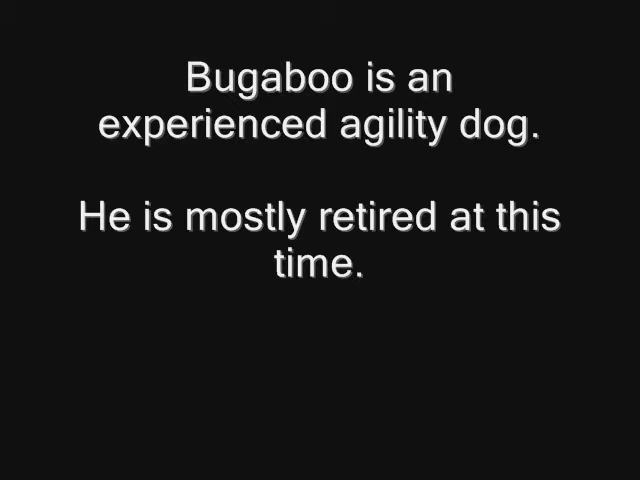 Bugaboo is an
experienced agility dog.
He is mostly retired at this
time.